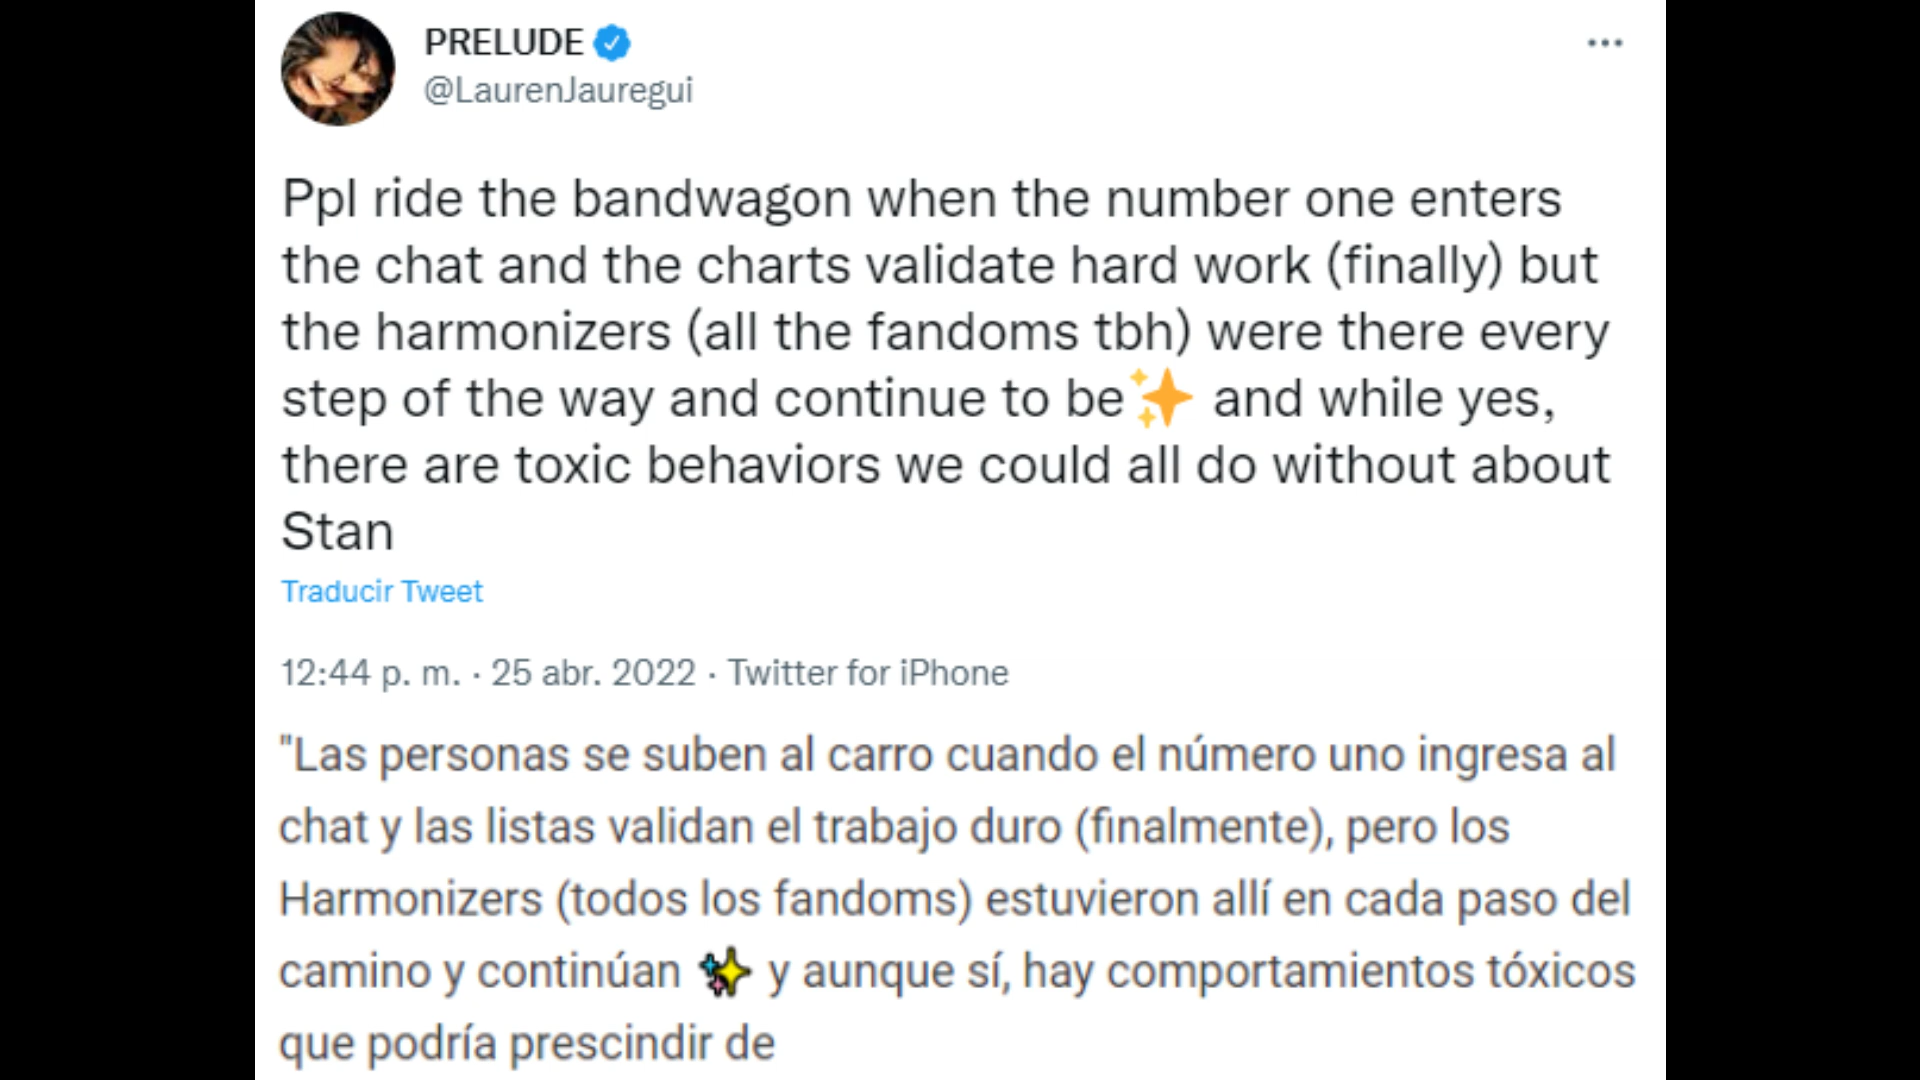 PRELUDE
@LaurenJauregui
Ppl ride the bandwagon when the number one enters
the chat and the charts validate hard work (finally) but
the harmonizers (all the fandoms tbh) were there every
step of the way and continue to be✨ and while yes,
there are toxic behaviors we could all do without about
Stan
Traducir Tweet
12:44 p. m. · 25 abr. 2022 · Twitter for iPhone
"Las personas se suben al carro cuando el número uno ingresa al
chat y las listas validan el trabajo duro (finalmente), pero los
Harmonizers (todos los fandoms) estuvieron allí en cada paso del
camino y continúan ✨ y aunque sí, hay comportamientos tóxicos
que podría prescindir de